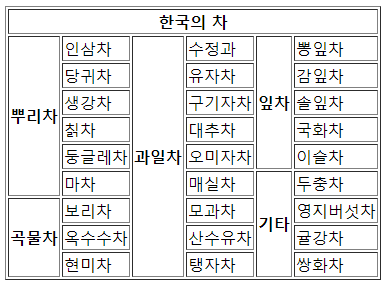 한국의 차
뿌리차 인삼차 과일차 수정과 잎차 뽕잎차
당귀차 유자차 감잎차
생강차 구기자차 솔잎차
칡차 대추차 국화차
둥글레차 오미자차 이슬차
마차 매실차 기타 두충차
곡물차 보리차 모과차 영지버섯차
옥수수차 산수유차 귤강차
현미차 탱자차 쌍화차